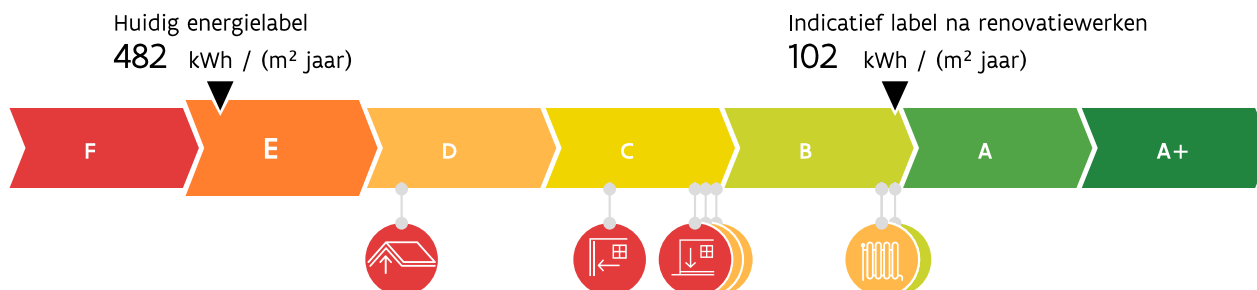 Huidig energielabel
482 kWh / (m² jaar)
Indicatief label na renovatiewerken
102 kWh / (m² jaar)
F E D C B A A+